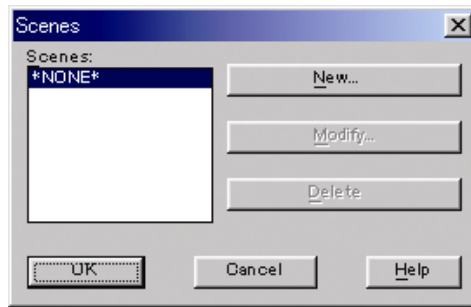 Scenes
Scenes:
*NONE*
New...
Modify...
Delete
OK
Cancel
Help